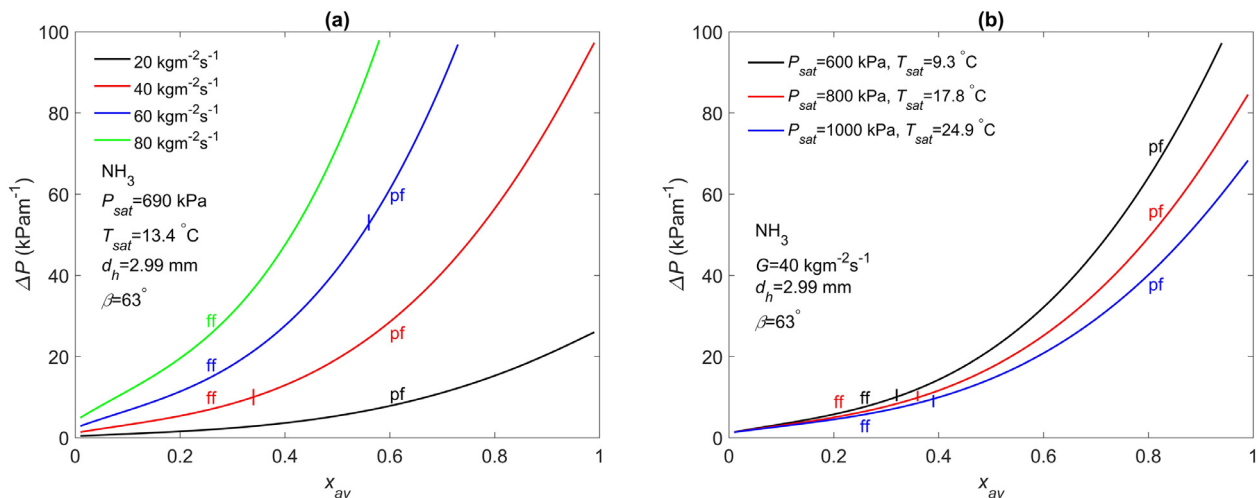 (a)
100
80
60
40
20
0
ΔP (kPam⁻¹)
20 kgm⁻²s⁻¹
40 kgm⁻²s⁻¹
60 kgm⁻²s⁻¹
80 kgm⁻²s⁻¹
NH₃
P_sat=690 kPa
T_sat=13.4 °C
d_h=2.99 mm
β=63°
ff
ff
ff
pf
pf
pf
0 0.2 0.4 0.6 0.8 1
x_av
(b)
100
80
60
40
20
0
ΔP (kPam⁻¹)
P_sat=600 kPa, T_sat=9.3 °C
P_sat=800 kPa, T_sat=17.8 °C
P_sat=1000 kPa, T_sat=24.9 °C
NH₃
G=40 kgm⁻²s⁻¹
d_h=2.99 mm
β=63°
pf
pf
pf
ff
ff
ff
0 0.2 0.4 0.6 0.8 1
x_av